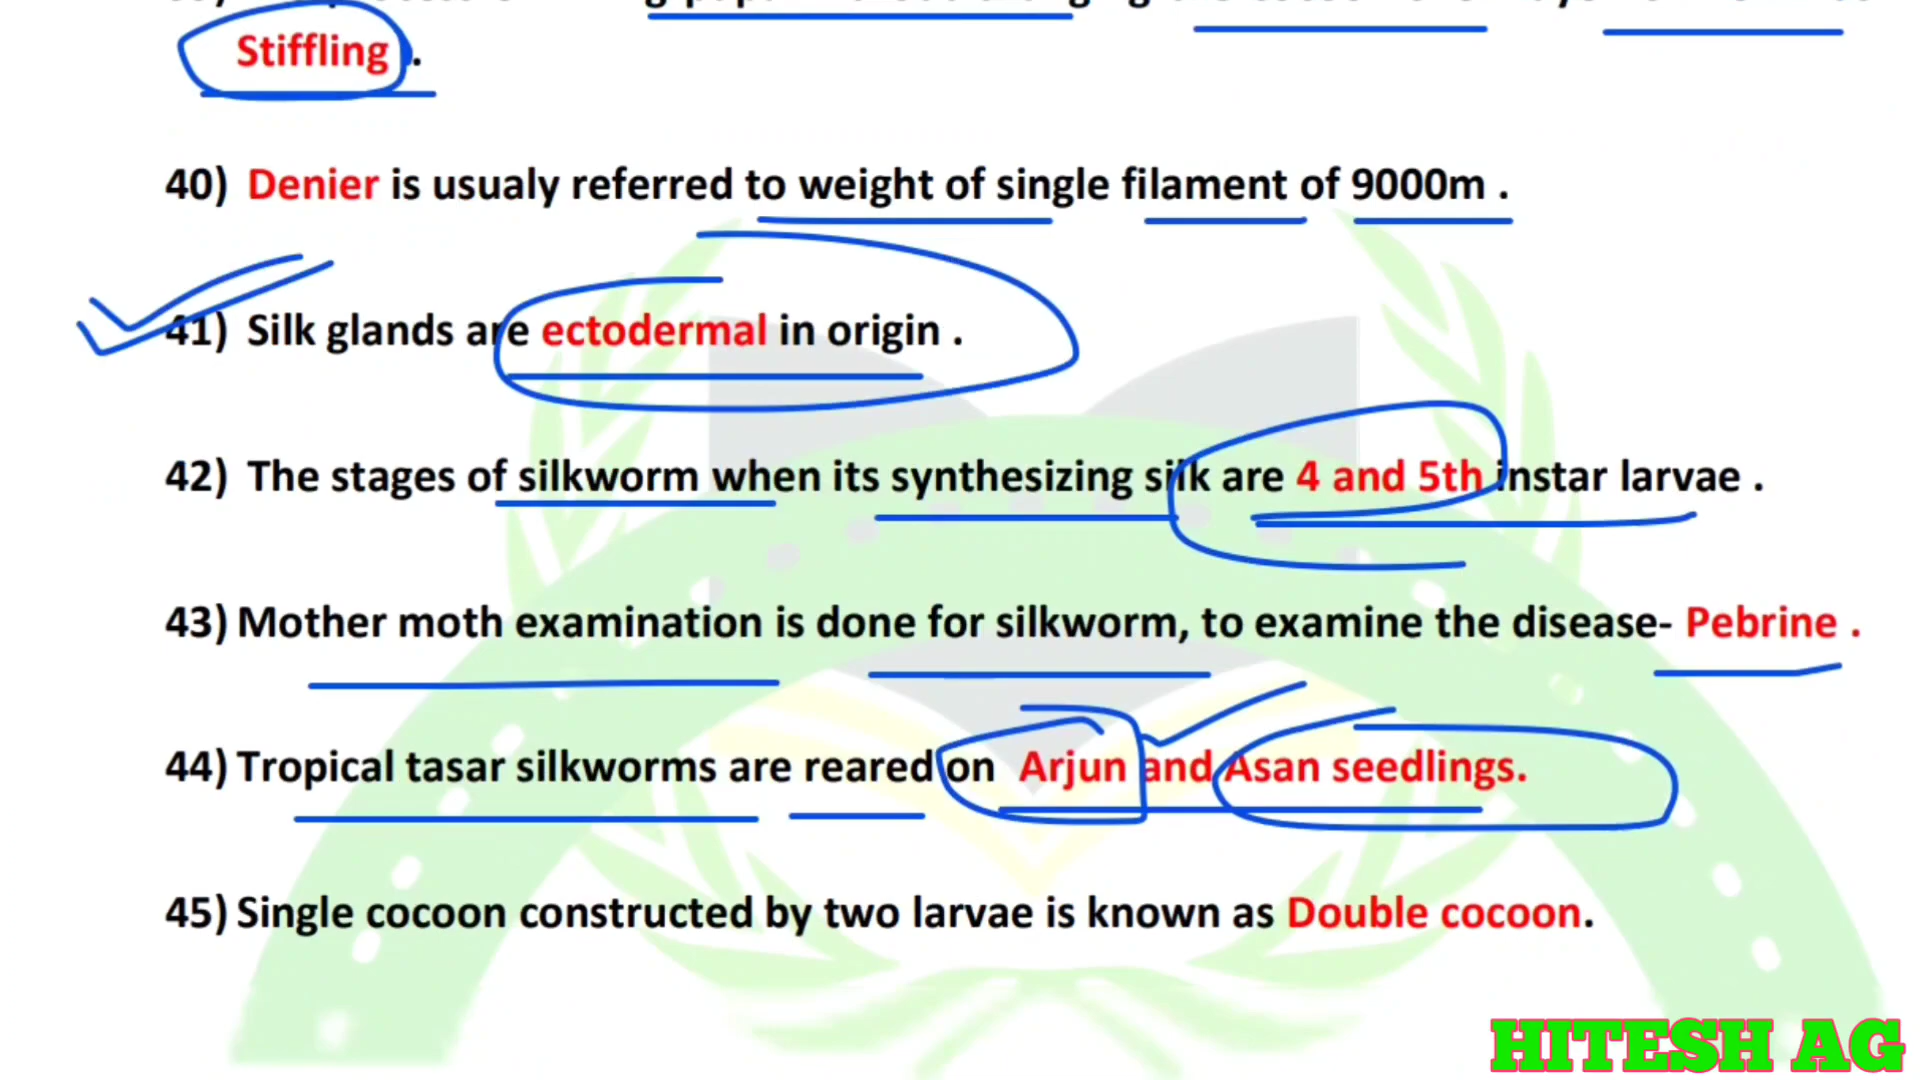 Stiffling .
40) Denier is usualy referred to weight of single filament of 9000m .
41) Silk glands are ectodermal in origin .
42) The stages of silkworm when its synthesizing silk are 4 and 5th instar larvae .
43) Mother moth examination is done for silkworm, to examine the disease- Pebrine .
44) Tropical tasar silkworms are reared on Arjun and Asan seedlings.
45) Single cocoon constructed by two larvae is known as Double cocoon.
HITESH AG